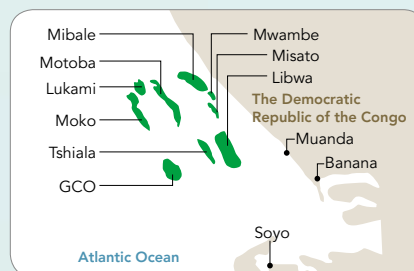 Mibale
Mwambe
Motoba
Misato
Lukami
Libwa
The Democratic
Republic of the Congo
Moko
Muanda
Tshiala
Banana
GCO
Soyo
Atlantic Ocean